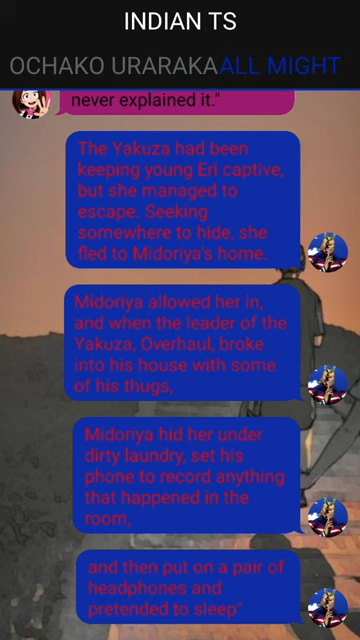 INDIAN TS
OCHAKO URARAKA ALL MIGHT
never explained it."
The Yakuza had been
keeping young Eri captive,
but she managed to
escape. Seeking
somewhere to hide, she
fled to Midoriya's home.
Midoriya allowed her in,
and when the leader of the
Yakuza, Overhaul, broke
into his house with some
of his thugs,
Midoriya hid her under
dirty laundry, set his
phone to record anything
that happened in the
room,
and then put on a pair of
headphones and
pretended to sleep"